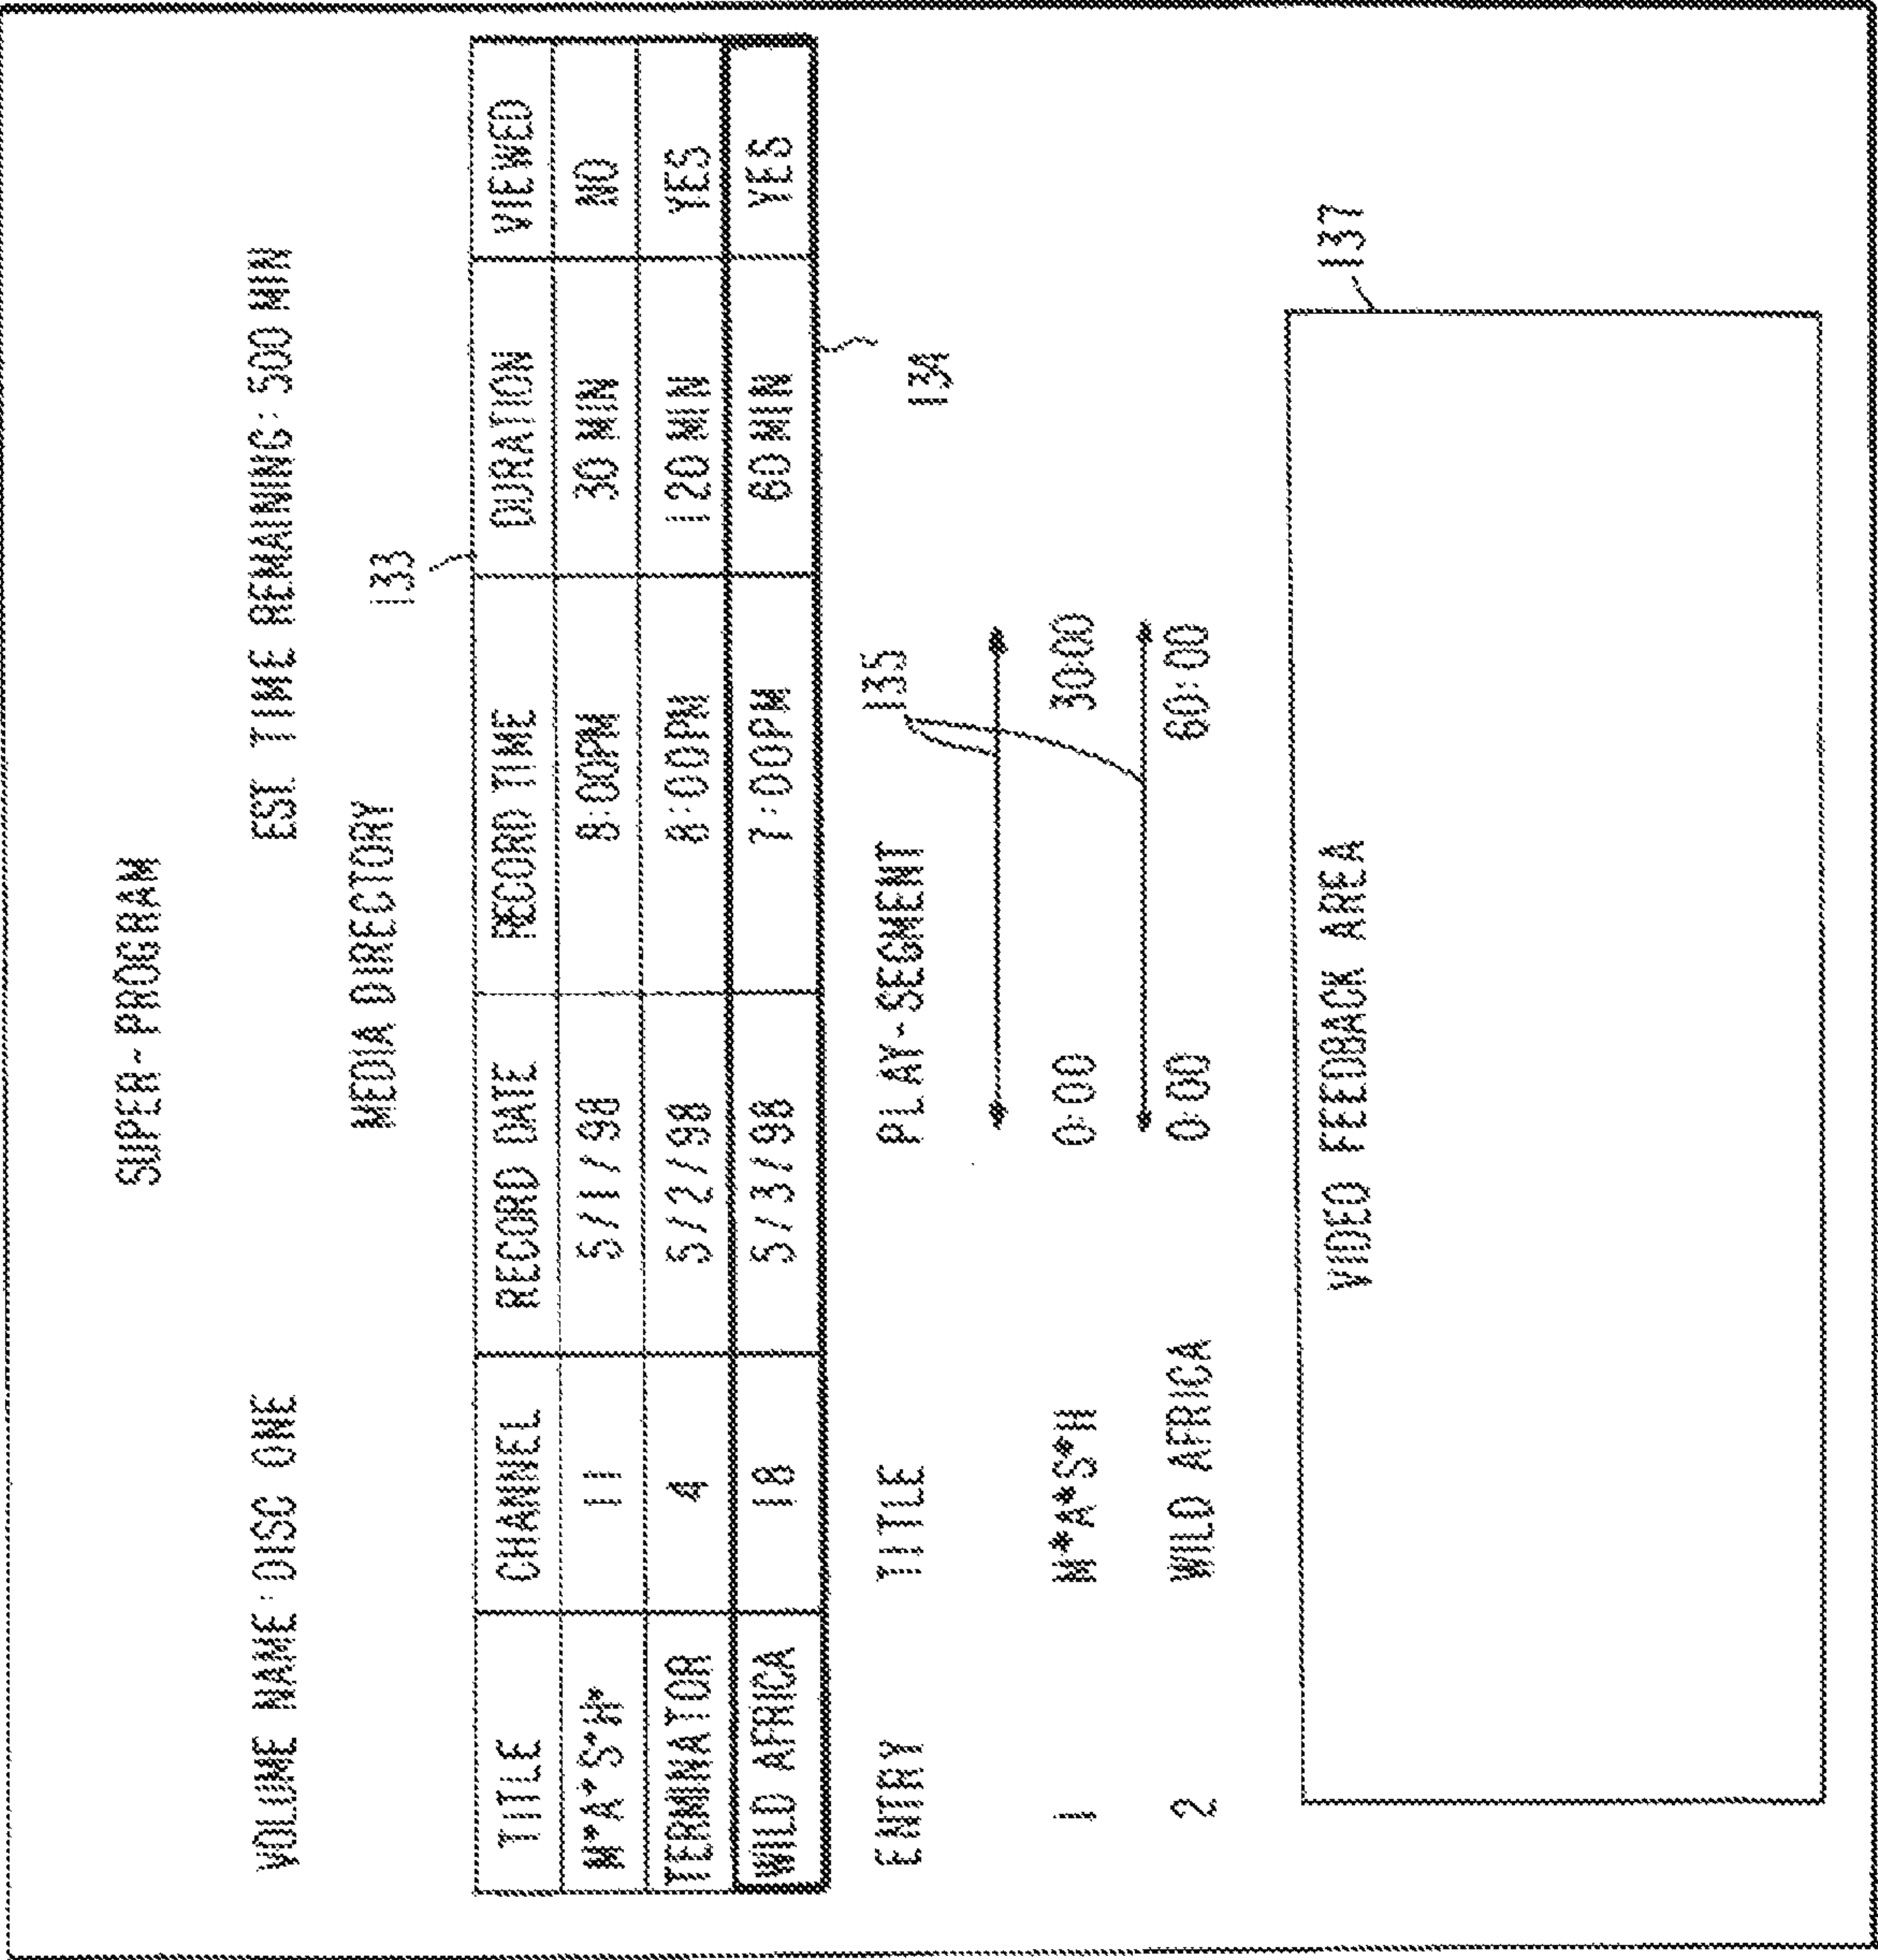 SUPER-PROGRAM
VOLUME NAME: DISC ONE EST. TIME REMAINING: 500 MIN
MEDIA DIRECTORY
133
TITLE CHANNEL RECORD DATE RECORD TIME DURATION VIEWED
M*A*S*H* 11 5/1/98 8:00PM 30 MIN NO
TERMINATOR 4 5/2/98 8:00PM 120 MIN YES
WILD AFRICA 18 5/3/98 7:00PM 60 MIN YES
134
135
ENTRY TITLE PLAY-SEGMENT
1 M*A*S*H 0:00 30:00
2 WILD AFRICA 0:00 60:00
137
VIDEO FEEDBACK AREA